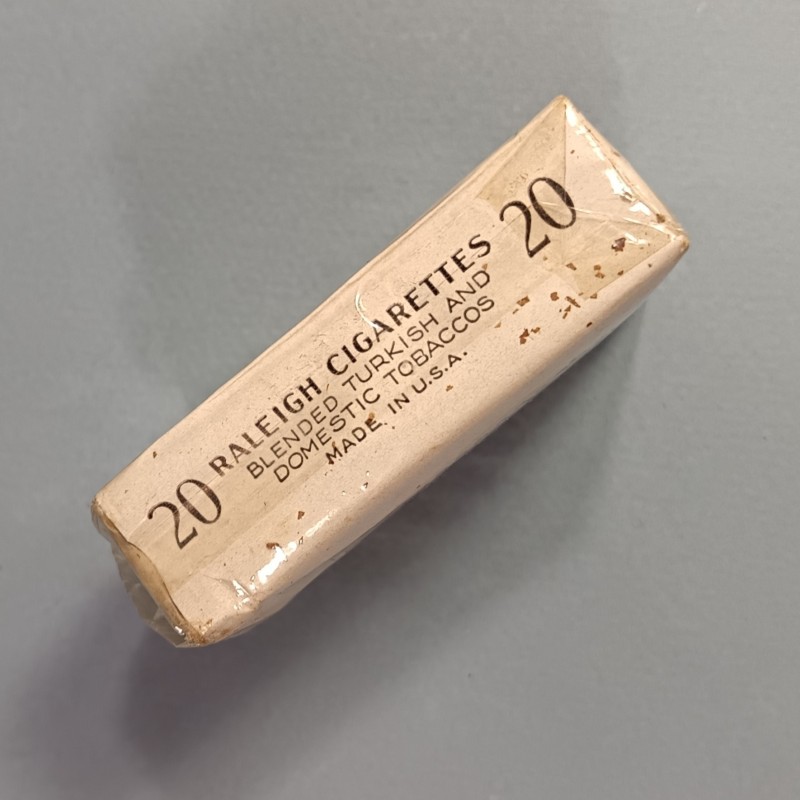 20 RALEIGH CIGARETTES 20
BLENDED TURKISH AND
DOMESTIC TOBACCOS
MADE IN U.S.A.